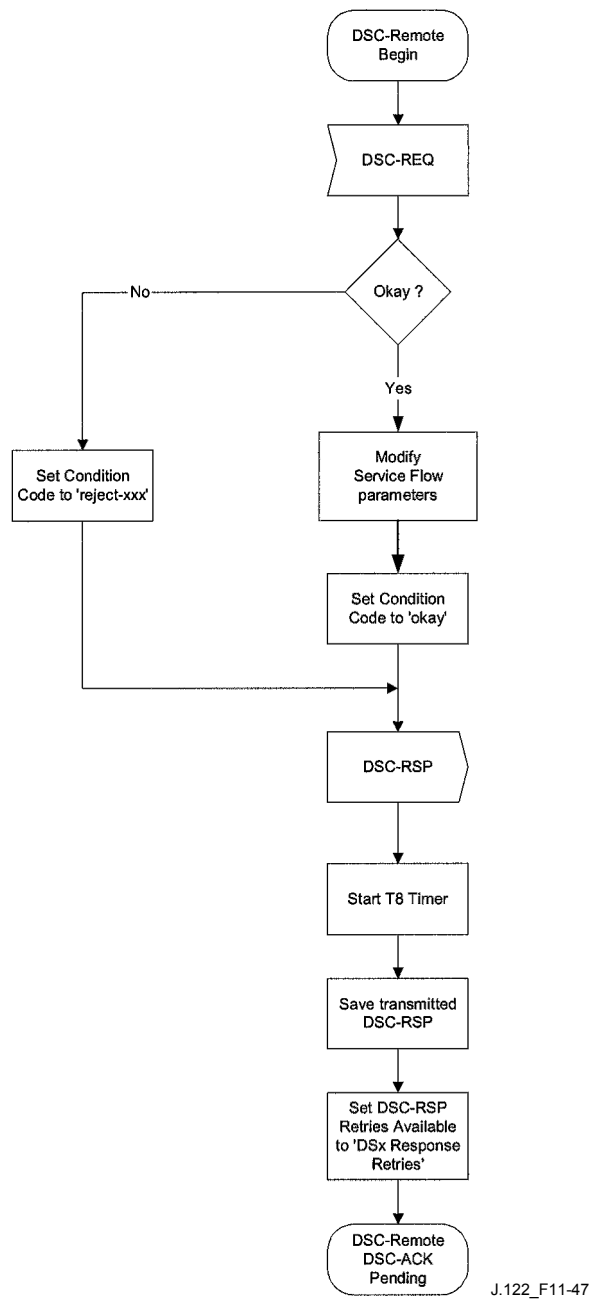 DSC-Remote
Begin
DSC-REQ
Okay ?
No
Yes
Set Condition
Code to 'reject-xxx'
Modify
Service Flow
parameters
Set Condition
Code to 'okay'
DSC-RSP
Start T8 Timer
Save transmitted
DSC-RSP
Set DSC-RSP
Retries Available
to 'DSx Response
Retries'
DSC-Remote
DSC-ACK
Pending
J.122_F11-47